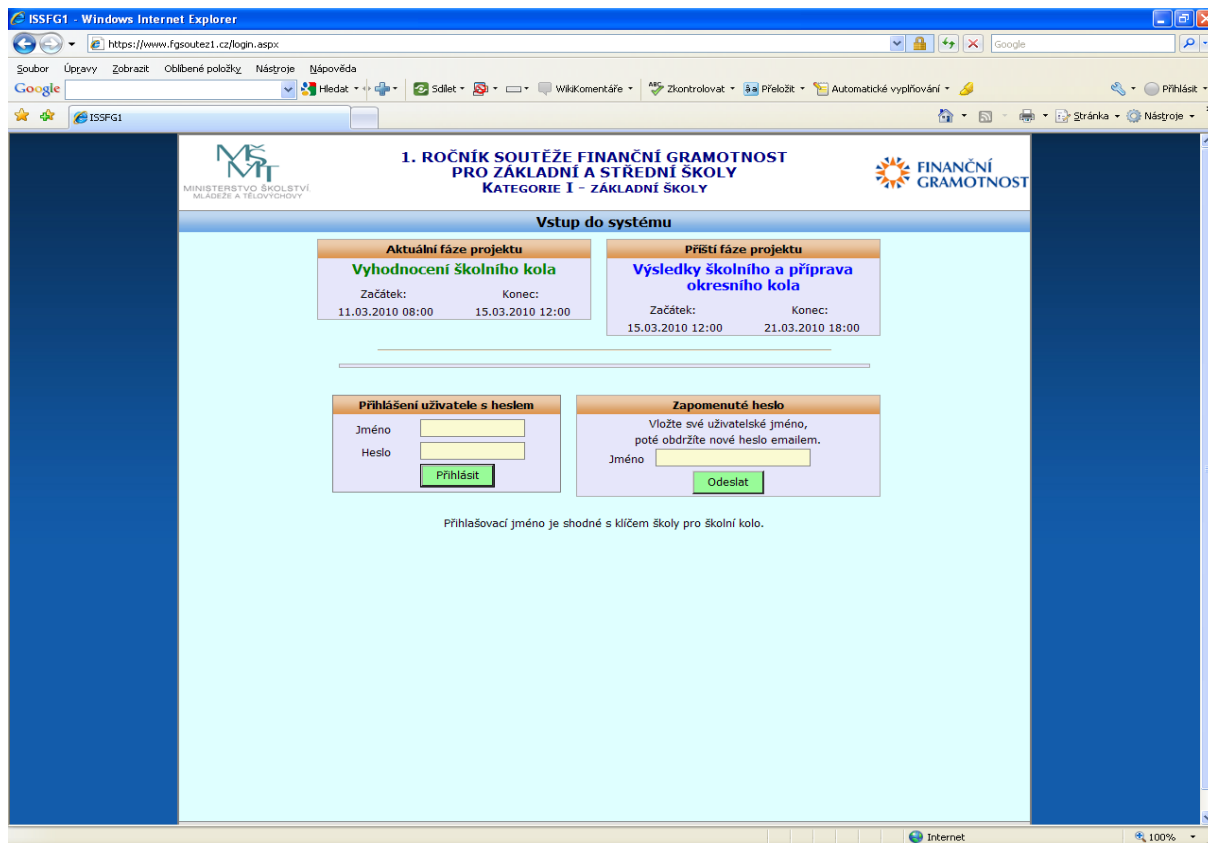 ISSFG1 - Windows Internet Explorer
https://www.fgsoutez1.cz/login.aspx
Google
Soubor Úpravy Zobrazit Oblíbené položky Nástroje Nápověda
Google Hledat Sdílet WikiKomentáře Zkontrolovat Přeložit Automatické vyplňování Přihlásit
ISSFG1 Stránka Nástroje
MŠMT
MINISTERSTVO ŠKOLSTVÍ
MLÁDEŽE A TĚLOVÝCHOVY
1. ROČNÍK SOUTĚŽE FINANČNÍ GRAMOTNOST
PRO ZÁKLADNÍ A STŘEDNÍ ŠKOLY
KATEGORIE I - ZÁKLADNÍ ŠKOLY
FINANČNÍ
GRAMOTNOST
Vstup do systému
Aktuální fáze projektu
Vyhodnocení školního kola
Začátek: Konec:
11.03.2010 08:00 15.03.2010 12:00
Příští fáze projektu
Výsledky školního a příprava
okresního kola
Začátek: Konec:
15.03.2010 12:00 21.03.2010 18:00
Přihlášení uživatele s heslem
Jméno
Heslo
Přihlásit
Zapomenuté heslo
Vložte své uživatelské jméno,
poté obdržíte nové heslo emailem.
Jméno
Odeslat
Přihlašovací jméno je shodné s klíčem školy pro školní kolo.
Internet 100%